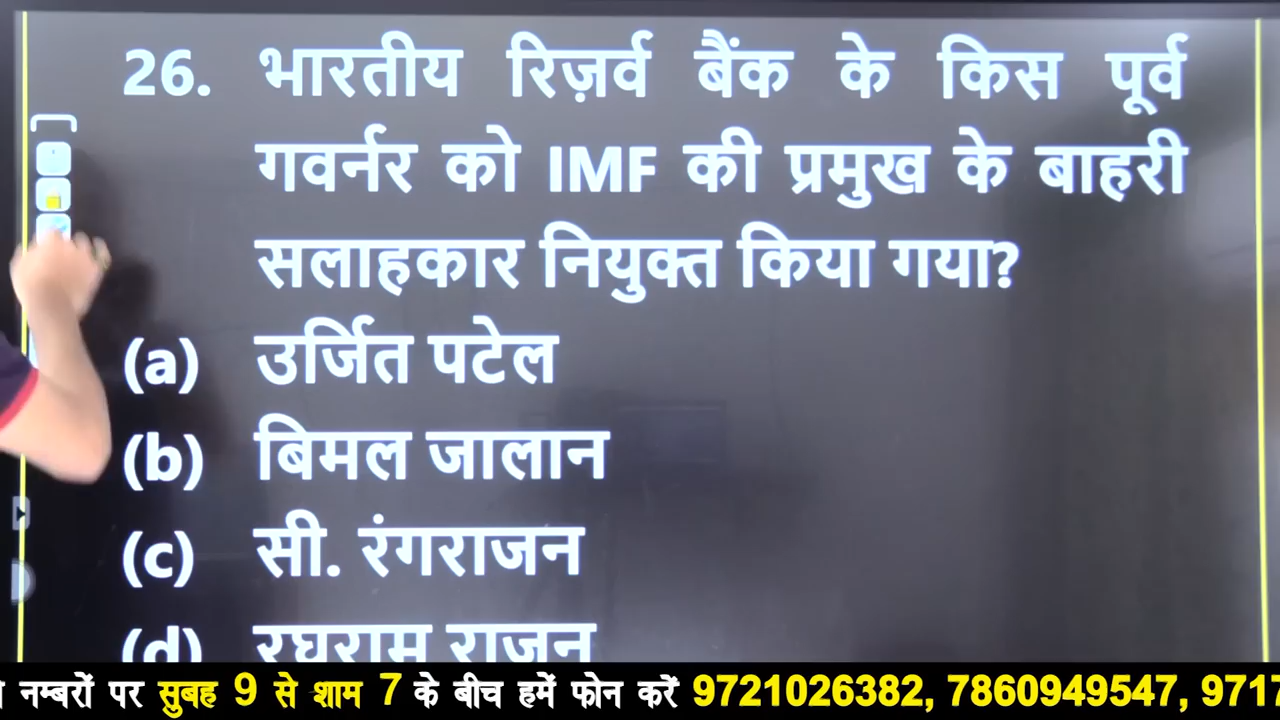 26. भारतीय रिज़र्व बैंक के किस पूर्व
गवर्नर को IMF की प्रमुख के बाहरी
सलाहकार नियुक्त किया गया?
(a) उर्जित पटेल
(b) बिमल जालान
(c) सी. रंगराजन
(d) रघुराम राजन
नम्बरों पर सुबह 9 से शाम 7 के बीच हमें फोन करें 9721026382, 7860949547, 971